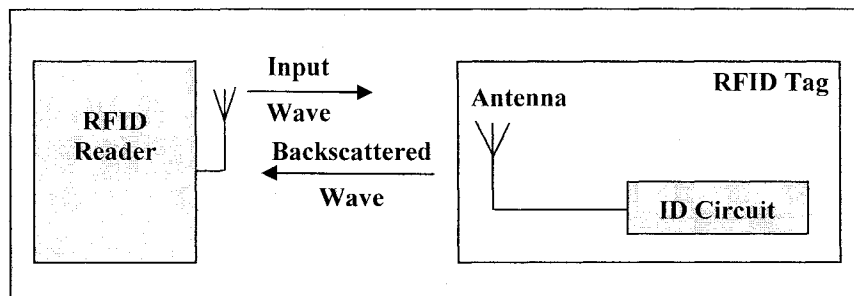 RFID
Reader
Input
Wave
Backscattered
Wave
RFID Tag
Antenna
ID Circuit